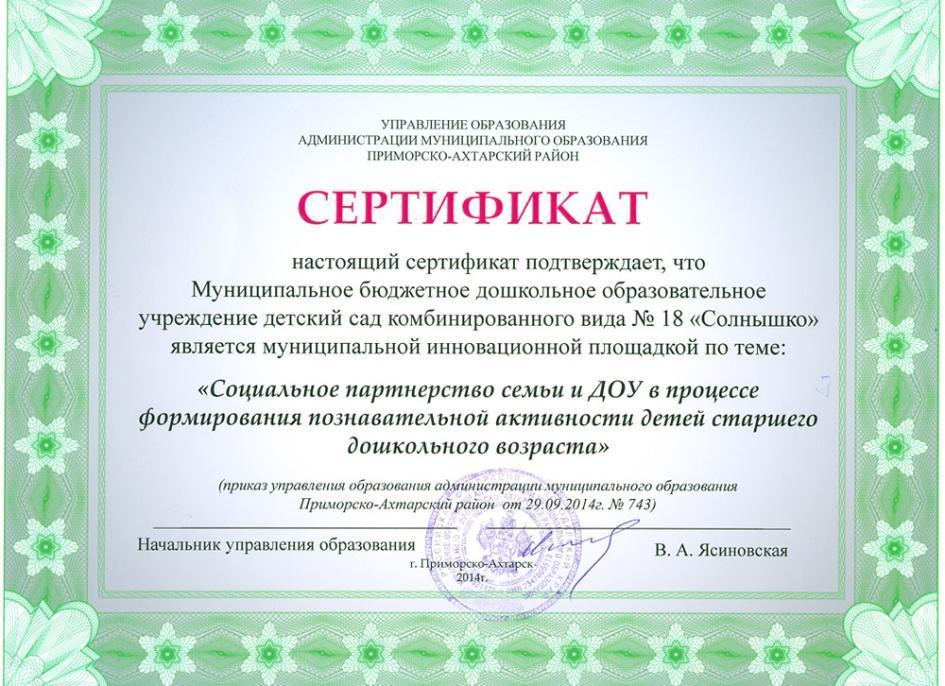 УПРАВЛЕНИЕ ОБРАЗОВАНИЯ
АДМИНИСТРАЦИИ МУНИЦИПАЛЬНОГО ОБРАЗОВАНИЯ
ПРИМОРСКО-АХТАРСКИЙ РАЙОН
СЕРТИФИКАТ
настоящий сертификат подтверждает, что
Муниципальное бюджетное дошкольное образовательное
учреждение детский сад комбинированного вида № 18 «Солнышко»
является муниципальной инновационной площадкой по теме:
«Социальное партнерство семьи и ДОУ в процессе
формирования познавательной активности детей старшего
дошкольного возраста»
(приказ управления образования администрации муниципального образования
Приморско-Ахтарский район от 29.09.2014г. № 743)
Начальник управления образования
В. А. Ясиновская
г. Приморско-Ахтарск
2014г.